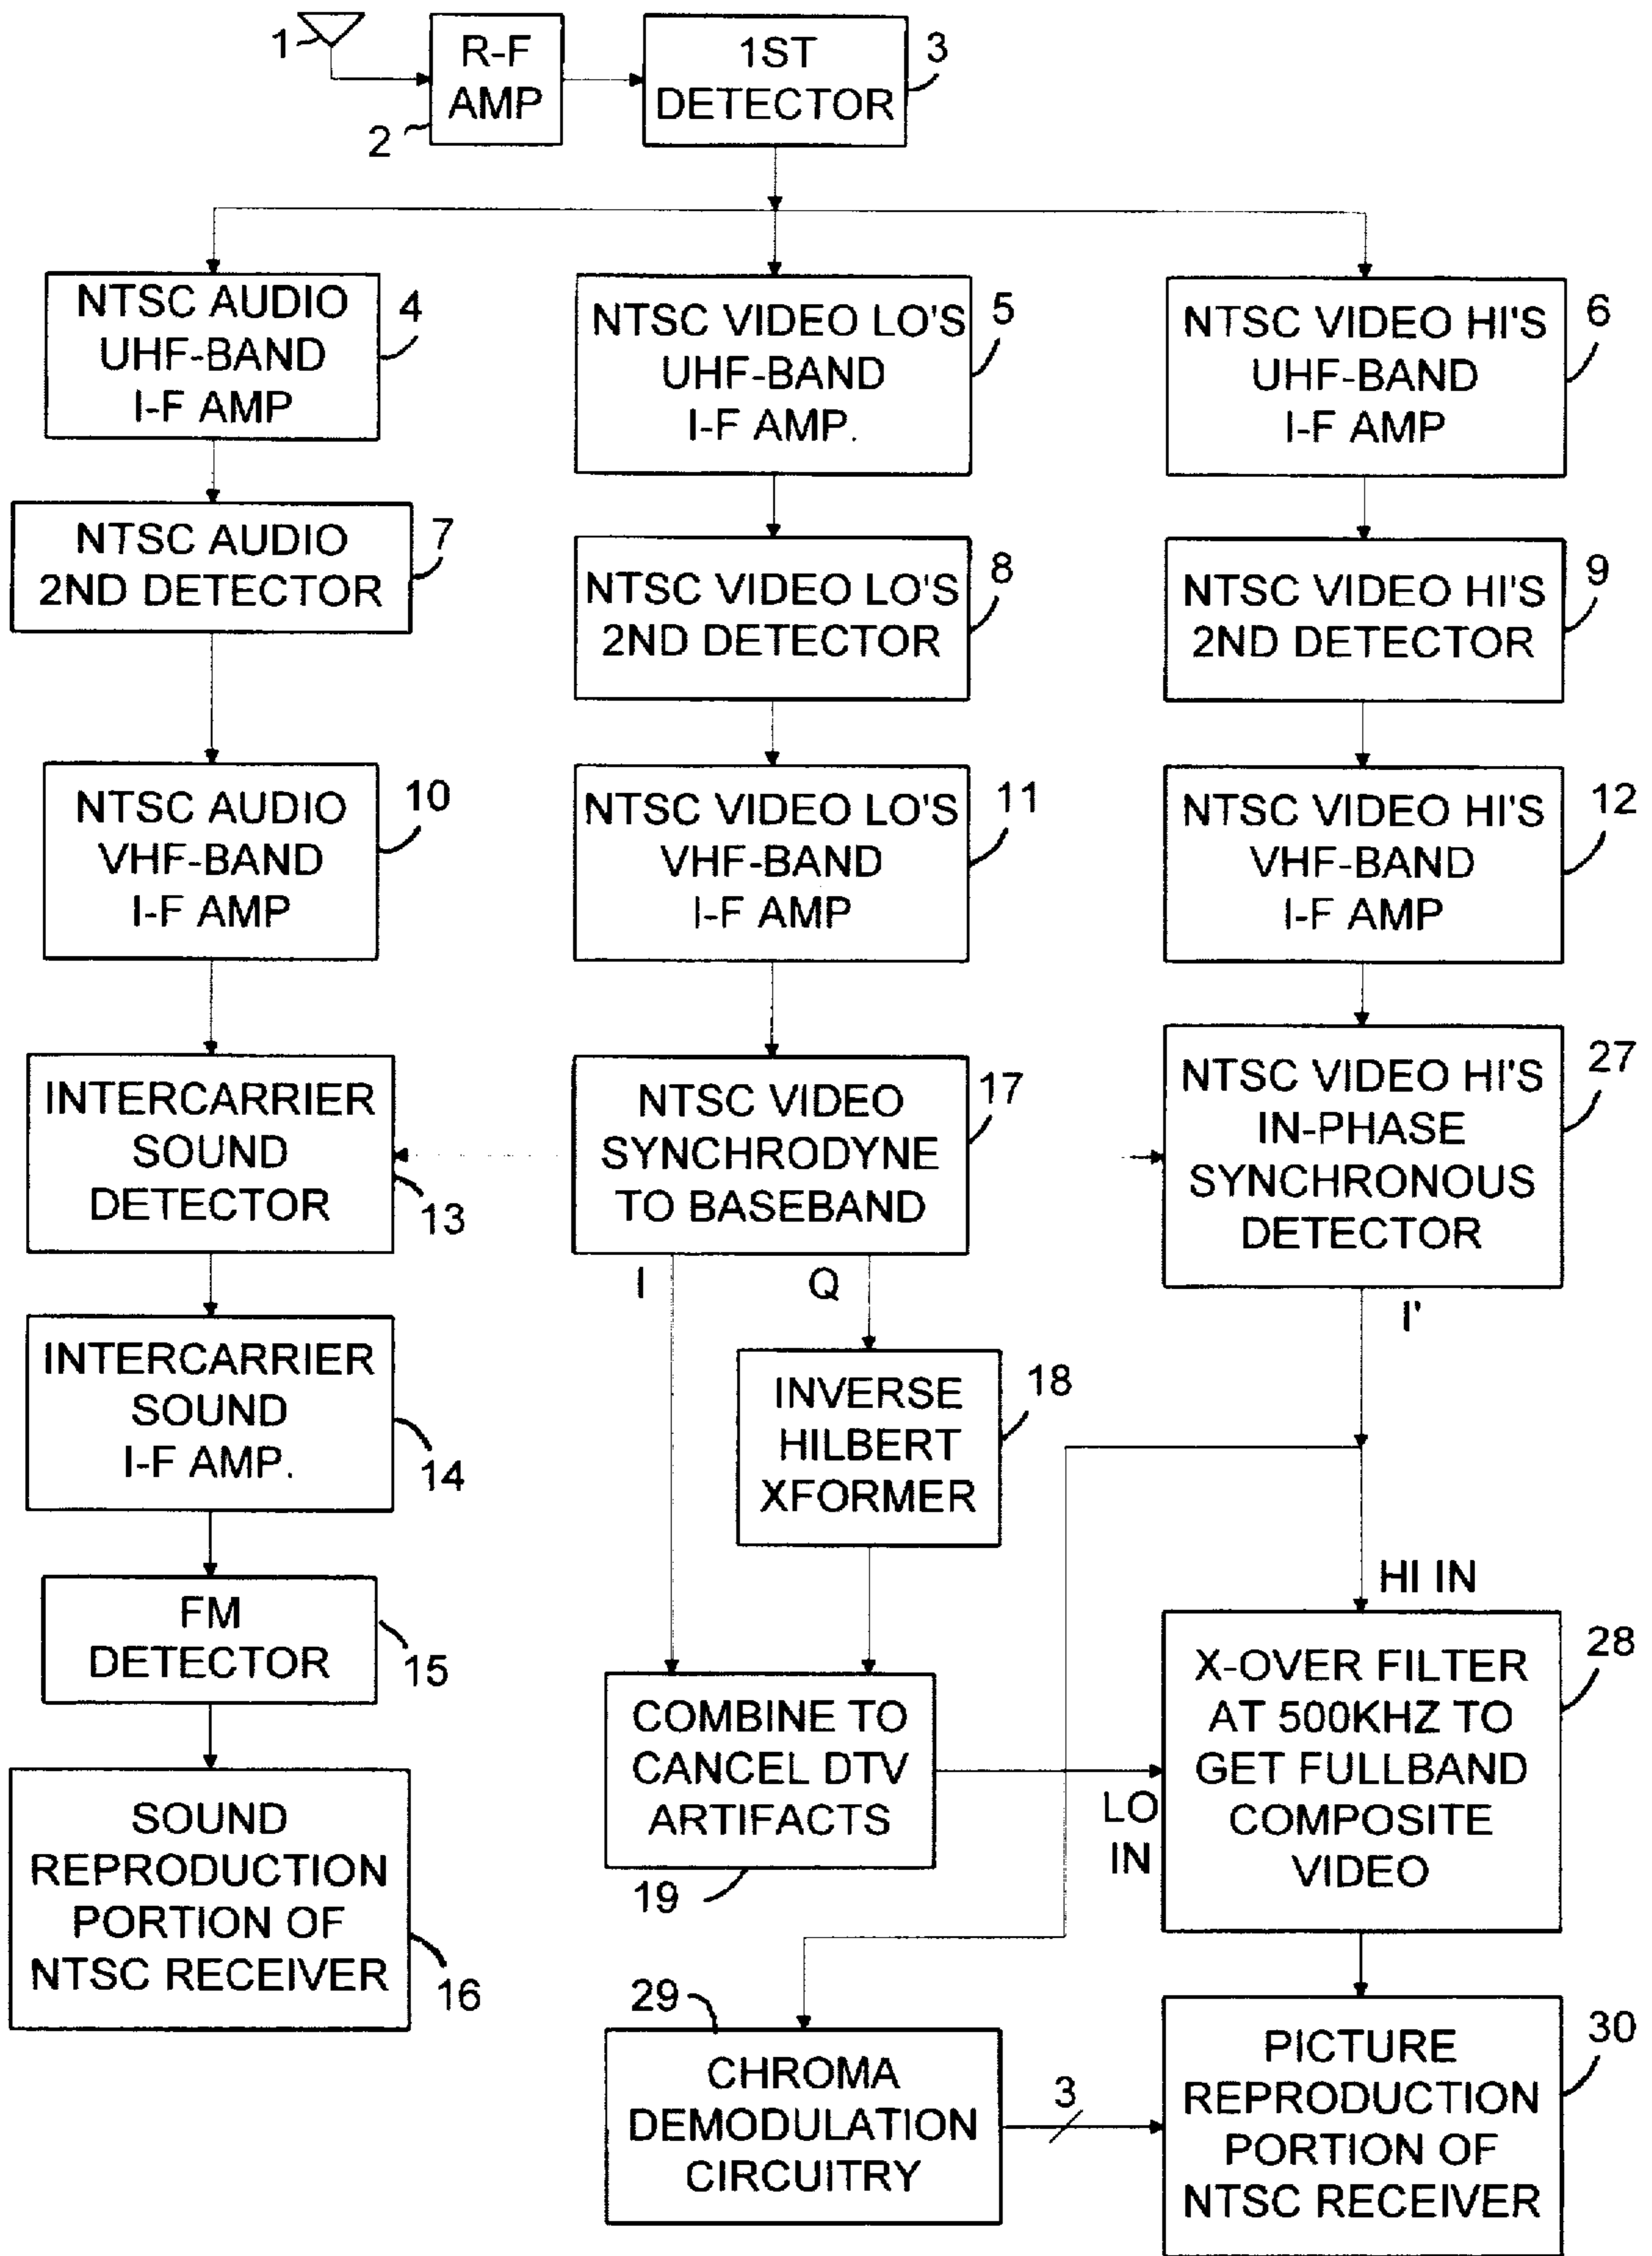 1
R-F
AMP
2
1ST
DETECTOR
3
NTSC AUDIO
UHF-BAND
I-F AMP
4
NTSC VIDEO LO'S
UHF-BAND
I-F AMP.
5
NTSC VIDEO HI'S
UHF-BAND
I-F AMP
6
NTSC AUDIO
2ND DETECTOR
7
NTSC VIDEO LO'S
2ND DETECTOR
8
NTSC VIDEO HI'S
2ND DETECTOR
9
NTSC AUDIO
VHF-BAND
I-F AMP
10
NTSC VIDEO LO'S
VHF-BAND
I-F AMP
11
NTSC VIDEO HI'S
VHF-BAND
I-F AMP
12
INTERCARRIER
SOUND
DETECTOR
13
NTSC VIDEO
SYNCHRODYNE
TO BASEBAND
17
NTSC VIDEO HI'S
IN-PHASE
SYNCHRONOUS
DETECTOR
27
I
Q
I'
INTERCARRIER
SOUND
I-F AMP.
14
INVERSE
HILBERT
XFORMER
18
HI IN
FM
DETECTOR
15
COMBINE TO
CANCEL DTV
ARTIFACTS
19
LO
IN
X-OVER FILTER
AT 500KHZ TO
GET FULLBAND
COMPOSITE
VIDEO
28
SOUND
REPRODUCTION
PORTION OF
NTSC RECEIVER
16
29
CHROMA
DEMODULATION
CIRCUITRY
3
PICTURE
REPRODUCTION
PORTION OF
NTSC RECEIVER
30